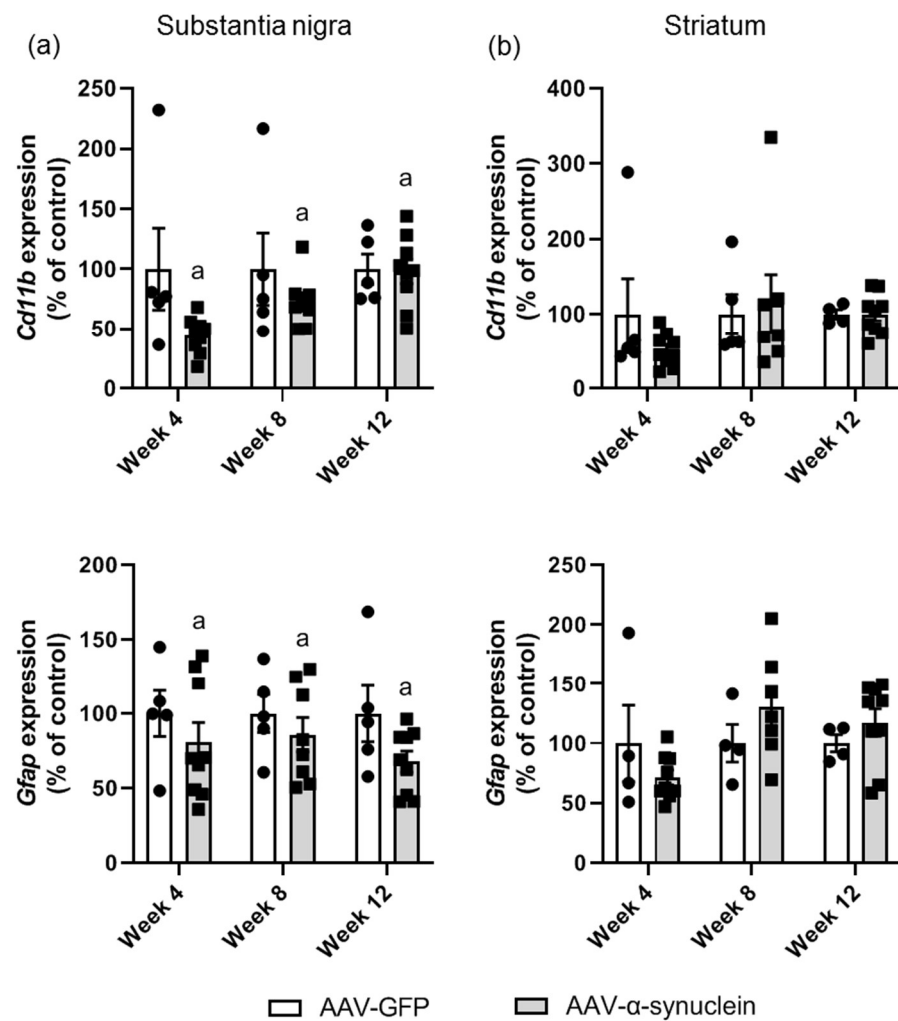 Substantia nigra
Striatum
(a)
(b)
Cd11b expression
(% of control)
250
200
150
100
50
0
a
a
a
Week 4
Week 8
Week 12
Cd11b expression
(% of control)
400
300
200
100
0
Week 4
Week 8
Week 12
Gfap expression
(% of control)
200
150
100
50
0
a
a
a
Week 4
Week 8
Week 12
Gfap expression
(% of control)
250
200
150
100
50
0
Week 4
Week 8
Week 12
AAV-GFP
AAV-α-synuclein